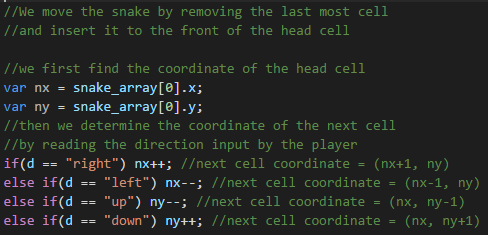 //We move the snake by removing the last most cell
//and insert it to the front of the head cell
//we first find the coordinate of the head cell
var nx = snake_array[0].x;
var ny = snake_array[0].y;
//then we determine the coordinate of the next cell
//by reading the direction input by the player
if(d == "right") nx++; //next cell coordinate = (nx+1, ny)
else if(d == "left") nx--; //next cell coordinate = (nx-1, ny)
else if(d == "up") ny--; //next cell coordinate = (nx, ny-1)
else if(d == "down") ny++; //next cell coordinate = (nx, ny+1)